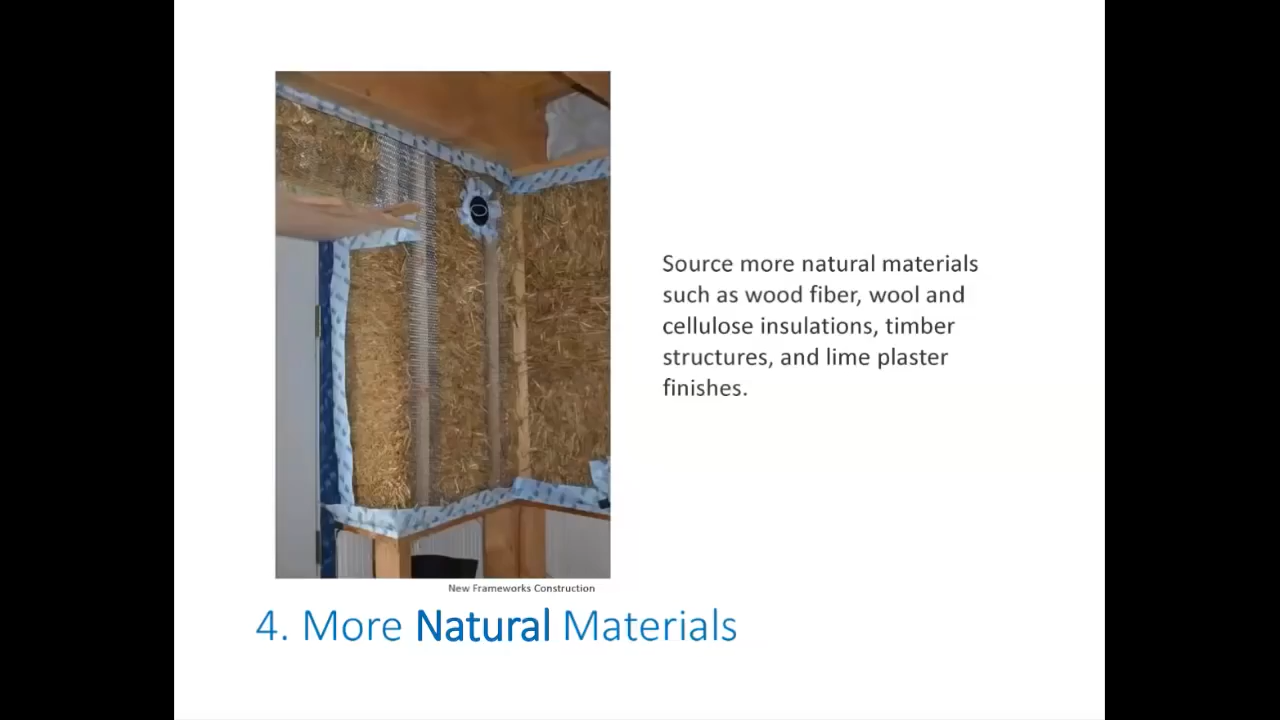 Source more natural materials
such as wood fiber, wool and
cellulose insulations, timber
structures, and lime plaster
finishes.
New Frameworks Construction
4. More Natural Materials